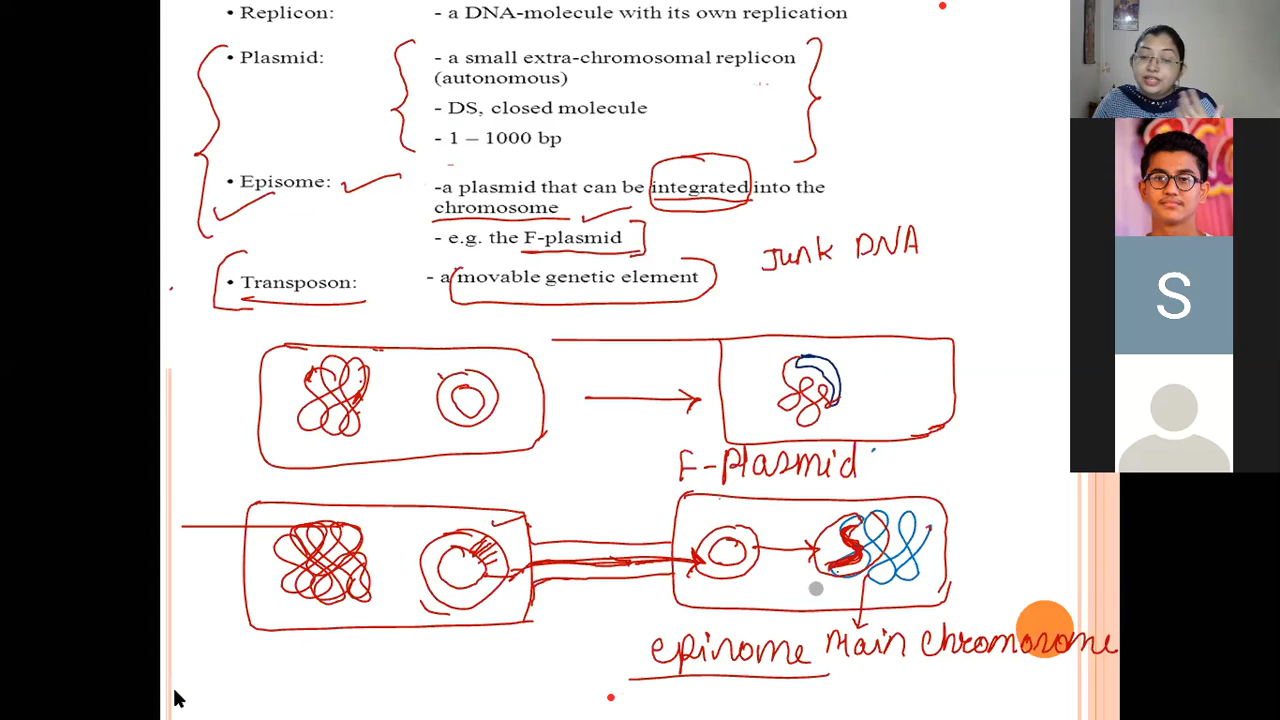 • Replicon: - a DNA-molecule with its own replication
• Plasmid: - a small extra-chromosomal replicon
(autonomous)
- DS, closed molecule
- 1 – 1000 bp
• Episome: -a plasmid that can be integrated into the
chromosome
- e.g. the F-plasmid
Junk DNA
• Transposon: - a movable genetic element
F-Plasmid
epinome Main Chromosome
S